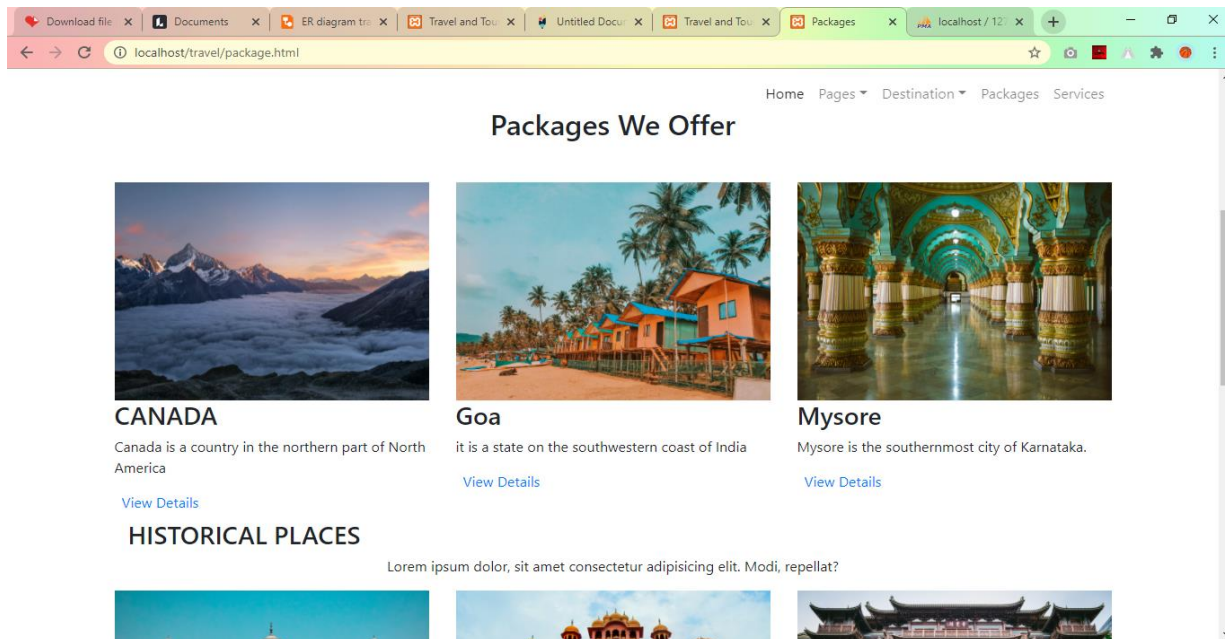 Download file
Documents
ER diagram tra
Travel and Tou
Untitled Docur
Travel and Tou
Packages
localhost / 127
localhost/travel/package.html
Home Pages Destination Packages Services
Packages We Offer
CANADA
Canada is a country in the northern part of North
America
View Details
Goa
it is a state on the southwestern coast of India
View Details
Mysore
Mysore is the southernmost city of Karnataka.
View Details
HISTORICAL PLACES
Lorem ipsum dolor, sit amet consectetur adipisicing elit. Modi, repellat?